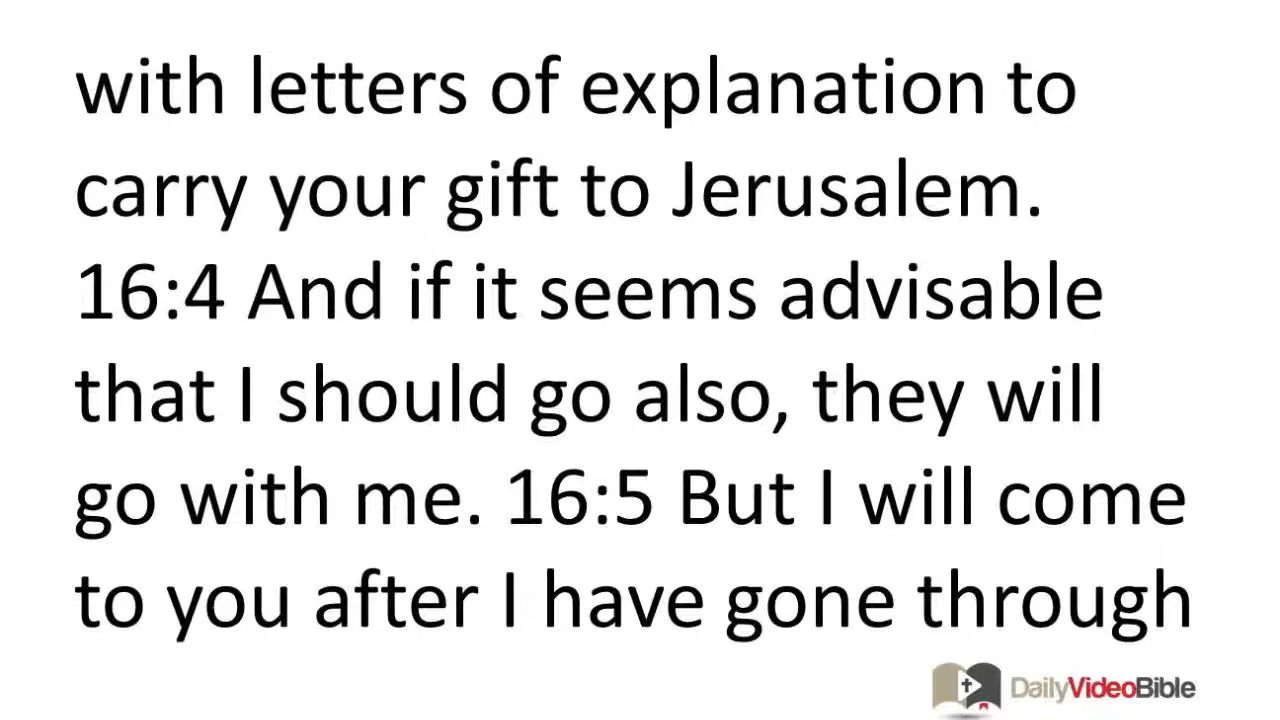 with letters of explanation to
carry your gift to Jerusalem.
16:4 And if it seems advisable
that I should go also, they will
go with me. 16:5 But I will come
to you after I have gone through
DailyVideoBible